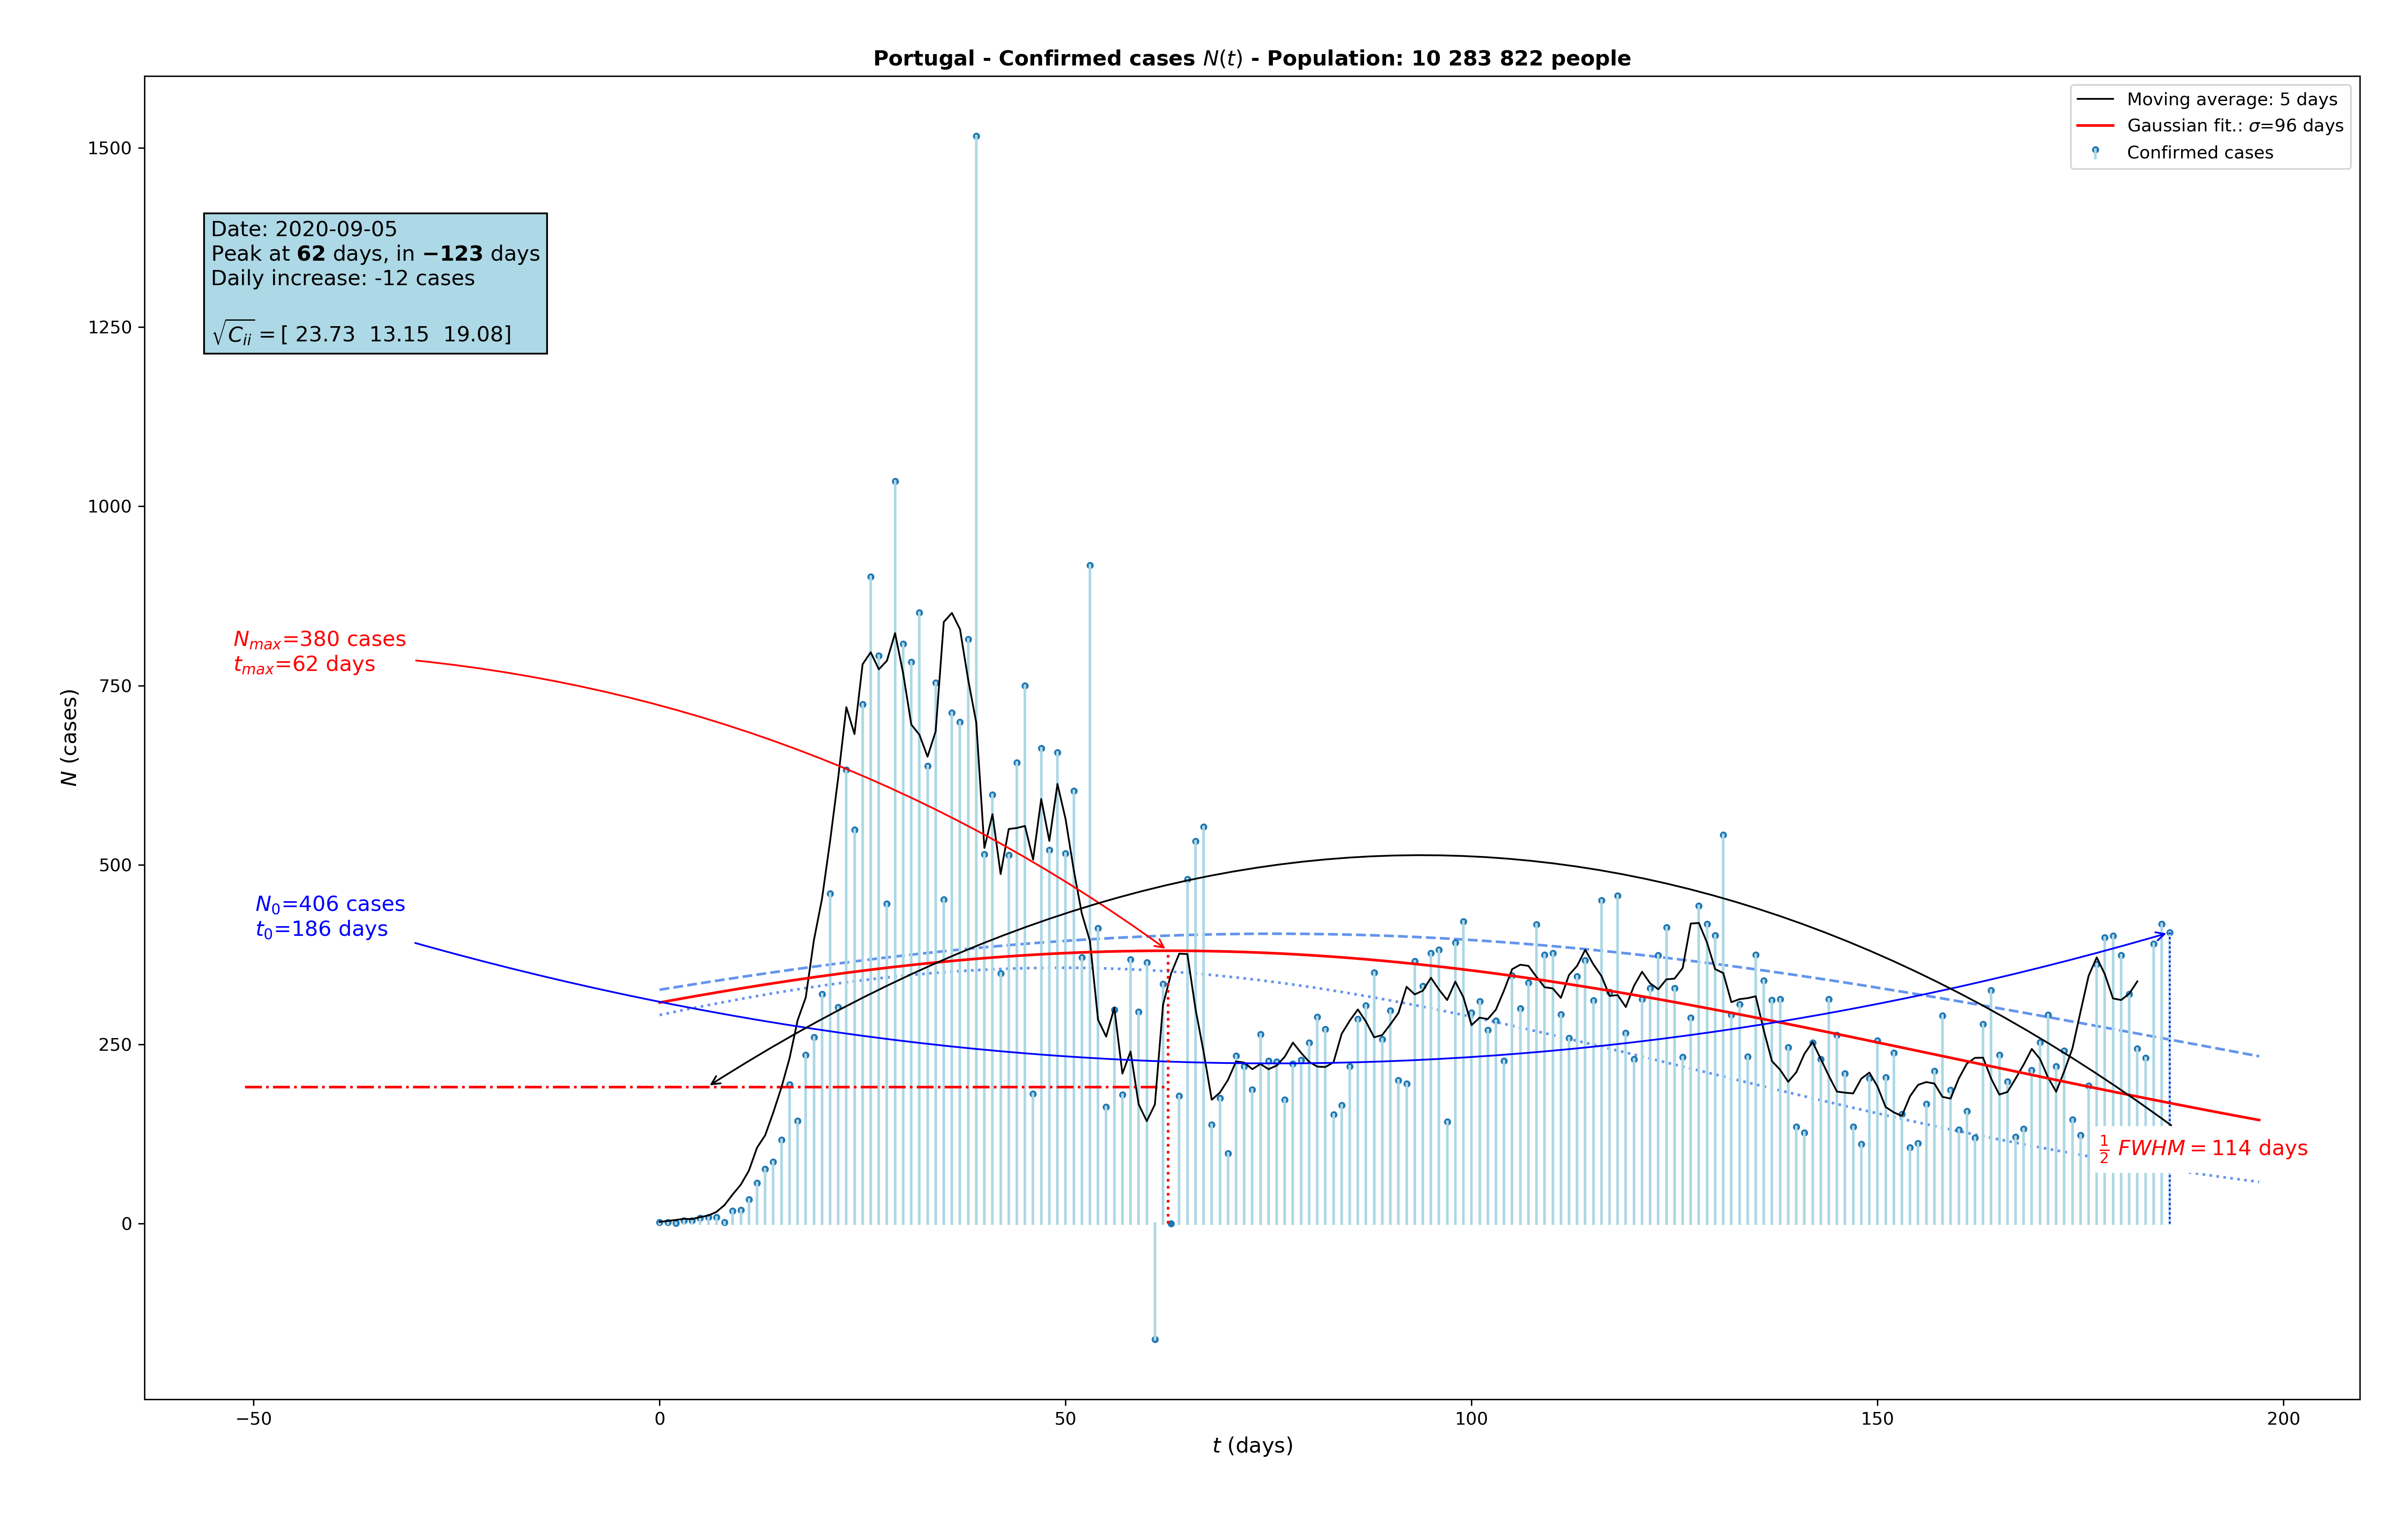 Portugal - Confirmed cases N(t) - Population: 10 283 822 people
Moving average: 5 days
Gaussian fit.: σ=96 days
Confirmed cases
Date: 2020-09-05
Peak at 62 days, in −123 days
Daily increase: -12 cases
√C_ii = [ 23.73 13.15 19.08]
N_max=380 cases
t_max=62 days
N_0=406 cases
t_0=186 days
1/2 FWHM = 114 days
N (cases)
1500
1250
1000
750
500
250
0
−50
0
50
100
150
200
t (days)